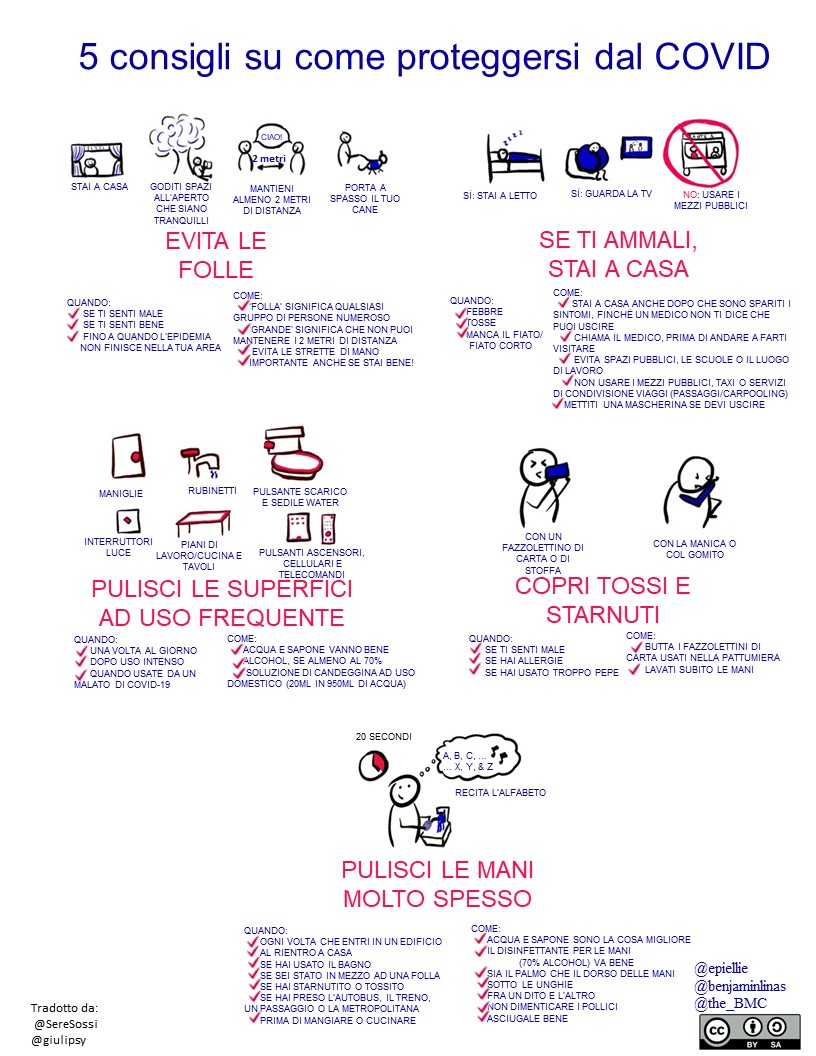 5 consigli su come proteggersi dal COVID
CIAO!
2 metri
STAI A CASA
GODITI SPAZI
ALL'APERTO
CHE SIANO
TRANQUILLI
MANTIENI
ALMENO 2 METRI
DI DISTANZA
PORTA A
SPASSO IL TUO
CANE
EVITA LE
FOLLE
QUANDO:
SE TI SENTI MALE
SE TI SENTI BENE
FINO A QUANDO L'EPIDEMIA
NON FINISCE NELLA TUA AREA
COME:
'FOLLA' SIGNIFICA QUALSIASI
GRUPPO DI PERSONE NUMEROSO
'GRANDE' SIGNIFICA CHE NON PUOI
MANTENERE I 2 METRI DI DISTANZA
EVITA LE STRETTE DI MANO
IMPORTANTE ANCHE SE STAI BENE!
z z z z
SÍ: STAI A LETTO
SÍ: GUARDA LA TV
NO: USARE I
MEZZI PUBBLICI
SE TI AMMALI,
STAI A CASA
QUANDO:
FEBBRE
TOSSE
MANCA IL FIATO/
FIATO CORTO
COME:
STAI A CASA ANCHE DOPO CHE SONO SPARITI I
SINTOMI, FINCHÉ UN MEDICO NON TI DICE CHE
PUOI USCIRE
CHIAMA IL MEDICO, PRIMA DI ANDARE A FARTI
VISITARE
EVITA SPAZI PUBBLICI, LE SCUOLE O IL LUOGO
DI LAVORO
NON USARE I MEZZI PUBBLICI, TAXI O SERVIZI
DI CONDIVISIONE VIAGGI (PASSAGGI/CARPOOLING)
METTITI UNA MASCHERINA SE DEVI USCIRE
MANIGLIE
RUBINETTI
PULSANTE SCARICO
E SEDILE WATER
INTERRUTTORI
LUCE
PIANI DI
LAVORO/CUCINA E
TAVOLI
PULSANTI ASCENSORI,
CELLULARI E
TELECOMANDI
PULISCI LE SUPERFICI
AD USO FREQUENTE
QUANDO:
UNA VOLTA AL GIORNO
DOPO USO INTENSO
QUANDO USATE DA UN
MALATO DI COVID-19
COME:
ACQUA E SAPONE VANNO BENE
ALCOHOL, SE ALMENO AL 70%
SOLUZIONE DI CANDEGGINA AD USO
DOMESTICO (20ML IN 950ML DI ACQUA)
CON UN
FAZZOLETTINO DI
CARTA O DI
STOFFA
CON LA MANICA O
COL GOMITO
COPRI TOSSI E
STARNUTI
QUANDO:
SE TI SENTI MALE
SE HAI ALLERGIE
SE HAI USATO TROPPO PEPE
COME:
BUTTA I FAZZOLETTINI DI
CARTA USATI NELLA PATTUMIERA
LAVATI SUBITO LE MANI
20 SECONDI
A, B, C, ...
... X, Y, & Z
RECITA L'ALFABETO
PULISCI LE MANI
MOLTO SPESSO
QUANDO:
OGNI VOLTA CHE ENTRI IN UN EDIFICIO
AL RIENTRO A CASA
SE HAI USATO IL BAGNO
SE SEI STATO IN MEZZO AD UNA FOLLA
SE HAI STARNUTITO O TOSSITO
SE HAI PRESO L'AUTOBUS, IL TRENO,
UN PASSAGGIO O LA METROPOLITANA
PRIMA DI MANGIARE O CUCINARE
COME:
ACQUA E SAPONE SONO LA COSA MIGLIORE
IL DISINFETTANTE PER LE MANI
(70% ALCOHOL) VA BENE
SIA IL PALMO CHE IL DORSO DELLE MANI
SOTTO LE UNGHIE
FRA UN DITO E L'ALTRO
NON DIMENTICARE I POLLICI
ASCIUGALE BENE
@epiellie
@benjaminlinas
@the_BMC
Tradotto da:
@SereSossi
@giulipsy
cc
BY SA